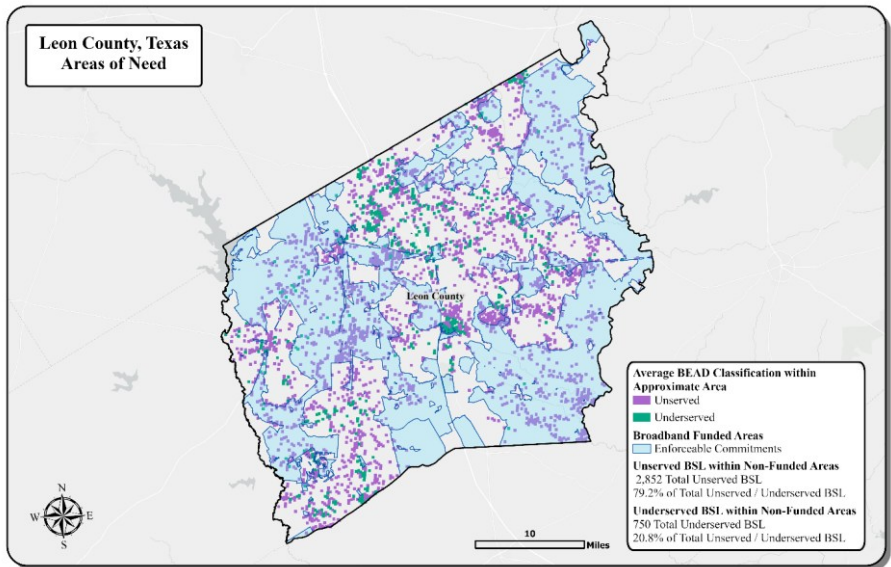 Leon County, Texas
Areas of Need
Leon County
Average BEAD Classification within
Approximate Area
Unserved
Underserved
Broadband Funded Areas
Enforceable Commitments
Unserved BSL within Non-Funded Areas
2,852 Total Unserved BSL
79.2% of Total Unserved / Underserved BSL
Underserved BSL within Non-Funded Areas
750 Total Underserved BSL
20.8% of Total Unserved / Underserved BSL
N
W E
S
10
Miles